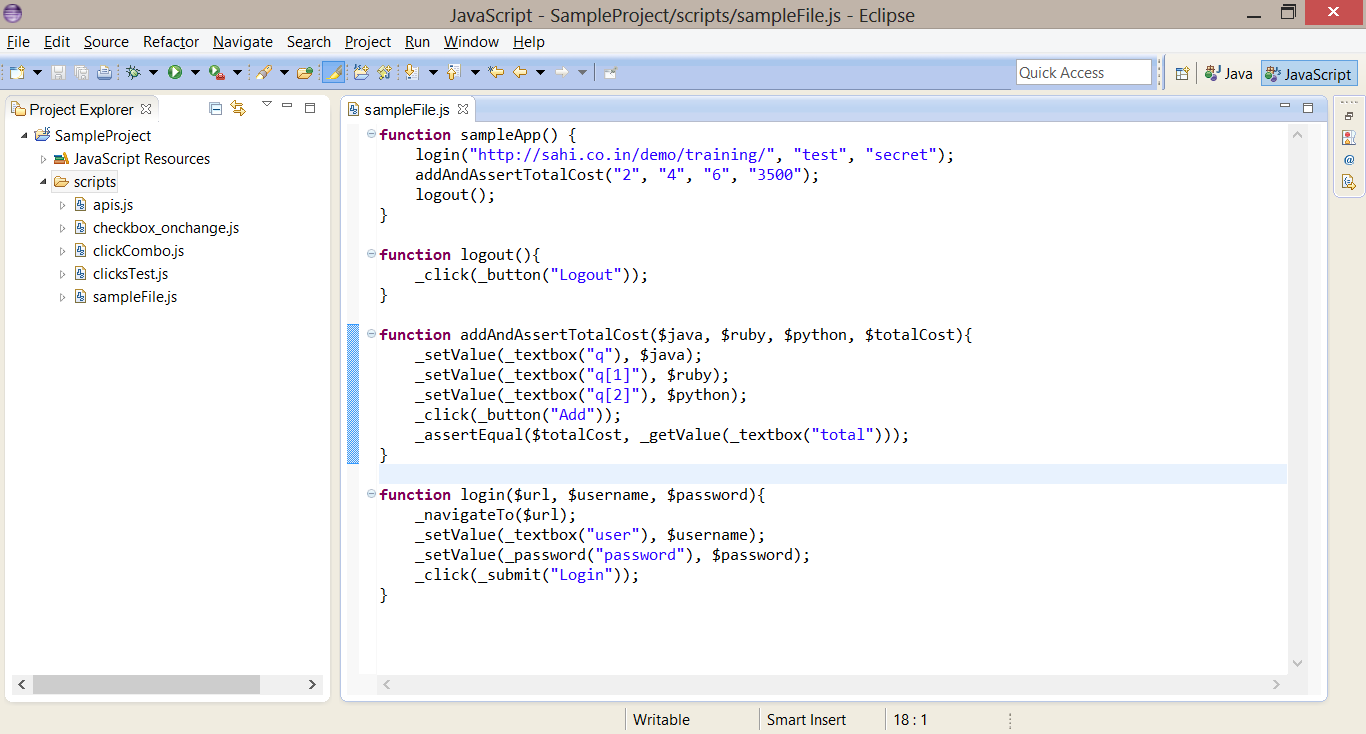 JavaScript - SampleProject/scripts/sampleFile.js - Eclipse
File Edit Source Refactor Navigate Search Project Run Window Help
Quick Access
Java
JavaScript
Project Explorer
SampleProject
JavaScript Resources
scripts
apis.js
checkbox_onchange.js
clickCombo.js
clicksTest.js
sampleFile.js
sampleFile.js
function sampleApp() {
    login("http://sahi.co.in/demo/training/", "test", "secret");
    addAndAssertTotalCost("2", "4", "6", "3500");
    logout();
}
function logout(){
    _click(_button("Logout"));
}
function addAndAssertTotalCost($java, $ruby, $python, $totalCost){
    _setValue(_textbox("q"), $java);
    _setValue(_textbox("q[1]"), $ruby);
    _setValue(_textbox("q[2]"), $python);
    _click(_button("Add"));
    _assertEqual($totalCost, _getValue(_textbox("total")));
}
function login($url, $username, $password){
    _navigateTo($url);
    _setValue(_textbox("user"), $username);
    _setValue(_password("password"), $password);
    _click(_submit("Login"));
}
Writable
Smart Insert
18 : 1